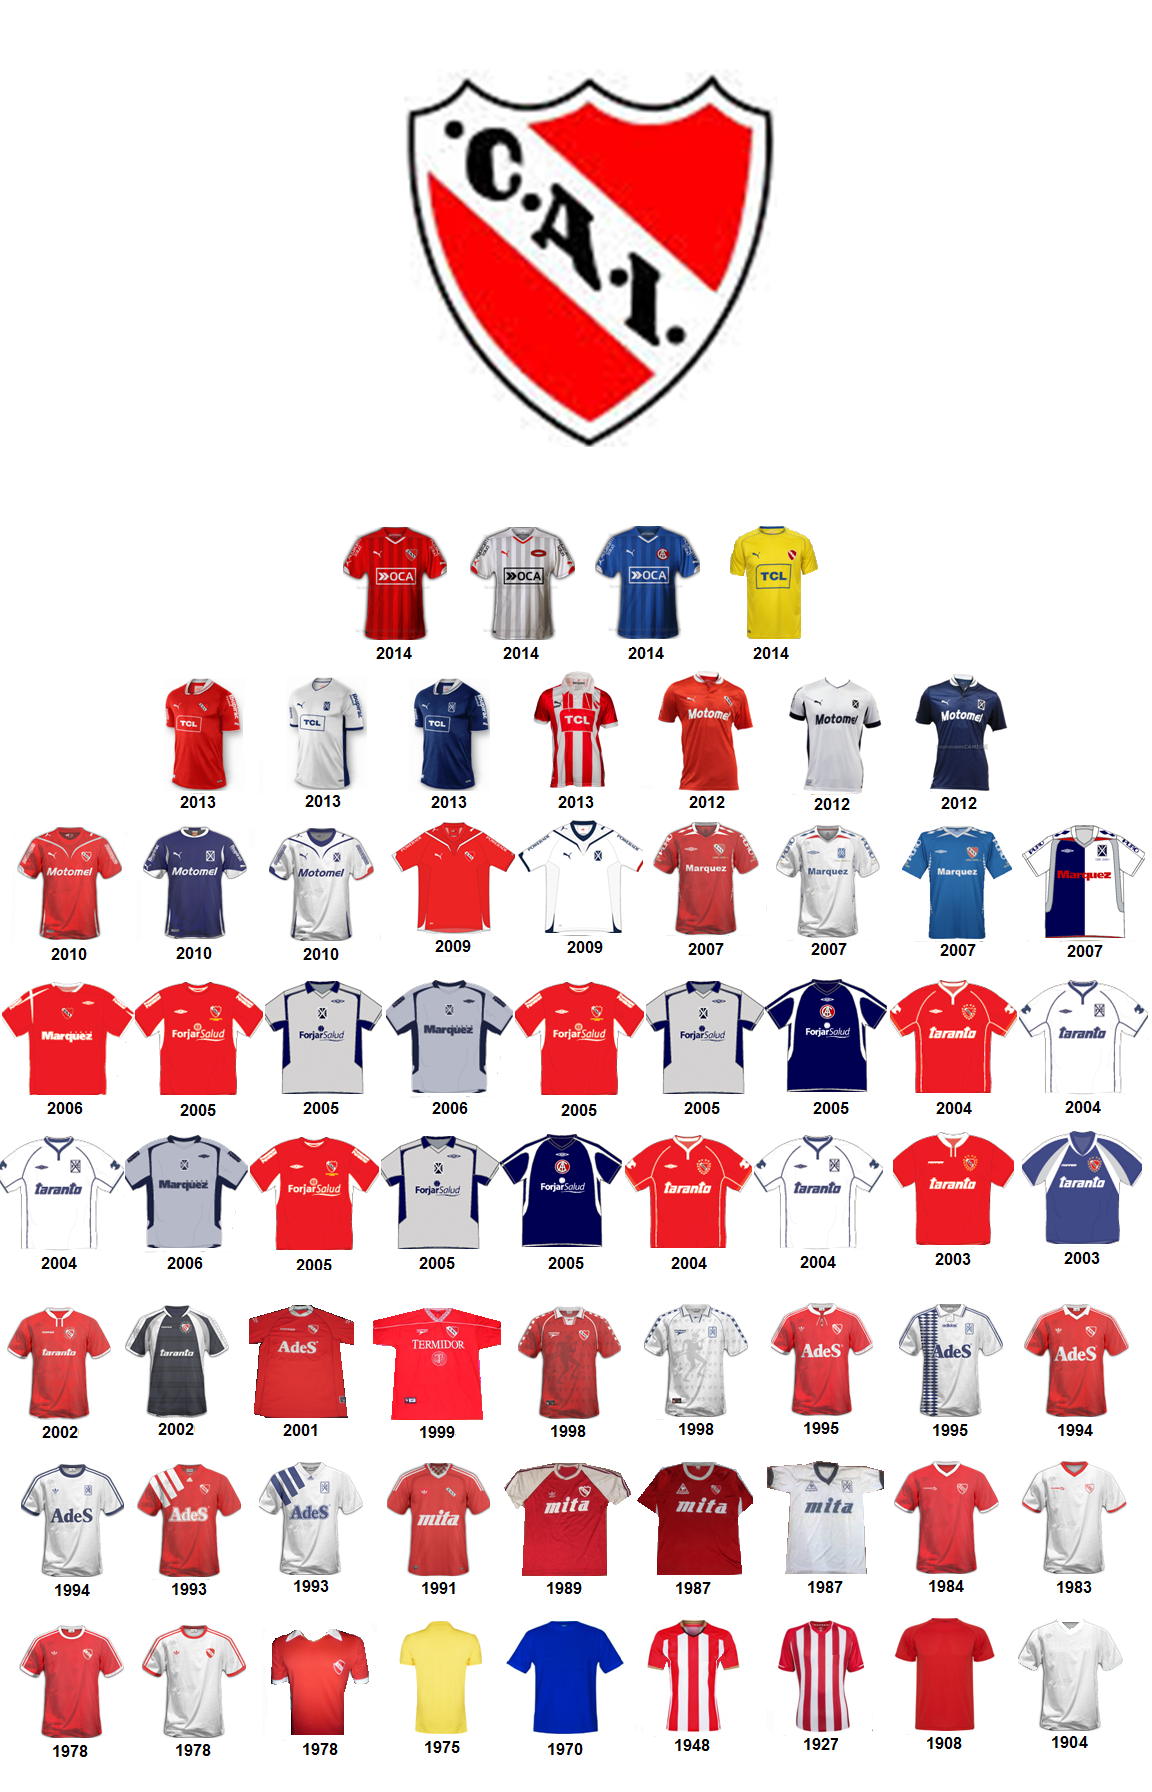 ·C.A.I.
OCA
OCA
OCA
TCL
2014
2014
2014
2014
TCL
TCL
TCL
TCL
Motomel
Motomel
Motomel
2013
2013
2013
2013
2012
2012
2012
Motomel
Motomel
Motomel
Marquez
Marquez
Marquez
Marquez
2010
2010
2010
2009
2009
2007
2007
2007
2007
Marquez
ForjarSalud
ForjarSalud
Marquez
ForjarSalud
ForjarSalud
ForjarSalud
taranto
taranto
2006
2005
2005
2006
2005
2005
2005
2004
2004
taranto
Marquez
ForjarSalud
ForjarSalud
ForjarSalud
taranto
taranto
taranto
taranto
2004
2006
2005
2005
2005
2004
2004
2003
2003
taranto
taranto
AdeS
TERMIDOR
AdeS
adidas
AdeS
AdeS
2002
2002
2001
1999
1998
1998
1995
1995
1994
AdeS
AdeS
AdeS
mita
mita
mita
mita
1994
1993
1993
1991
1989
1987
1987
1984
1983
1978
1978
1978
1975
1970
1948
1927
1908
1904